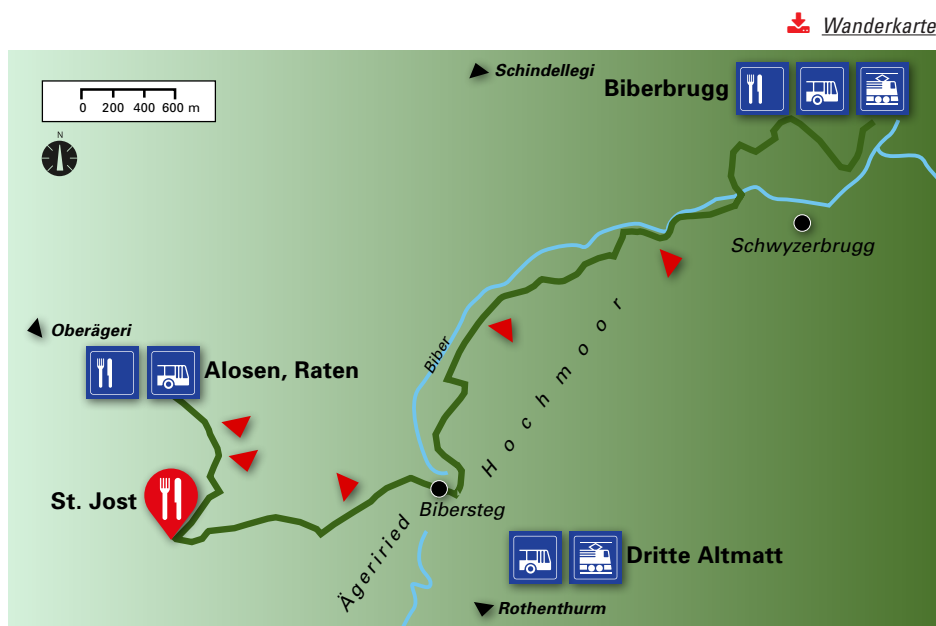 Wanderkarte
Schindellegi
Biberbrugg
0 200 400 600 m
N
Schwyzerbrugg
Oberägeri
Biber
Alosen, Raten
Hochmoor
St. Jost
Bibersteg
Ägeriried
Dritte Altmatt
Rothenthurm